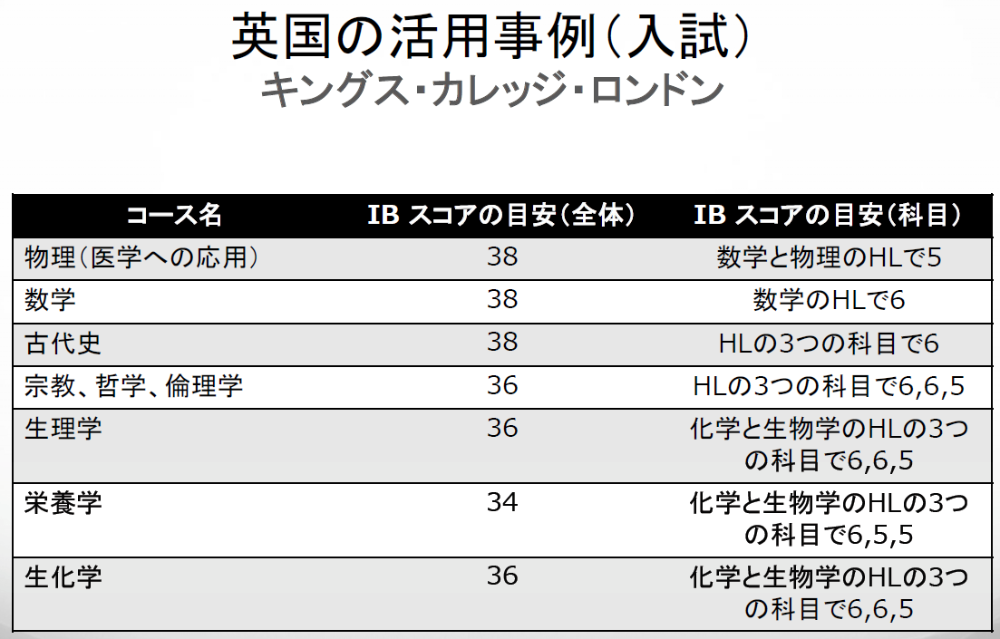 英国の活用事例（入試）
キングス・カレッジ・ロンドン
コース名 IB スコアの目安（全体） IB スコアの目安（科目）
物理（医学への応用） 38 数学と物理のHLで5
数学 38 数学のHLで6
古代史 38 HLの3つの科目で6
宗教、哲学、倫理学 36 HLの3つの科目で6,6,5
生理学 36 化学と生物学のHLの3つ
の科目で6,6,5
栄養学 34 化学と生物学のHLの3つ
の科目で6,5,5
生化学 36 化学と生物学のHLの3つ
の科目で6,6,5